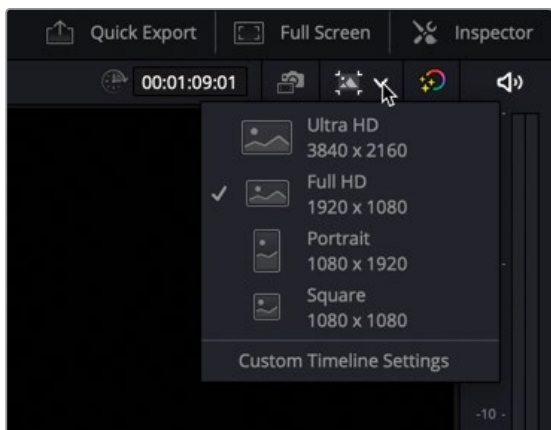 Quick Export Full Screen Inspector
00:01:09:01
Ultra HD
3840 x 2160
Full HD
1920 x 1080
Portrait
1080 x 1920
Square
1080 x 1080
Custom Timeline Settings
-10 -